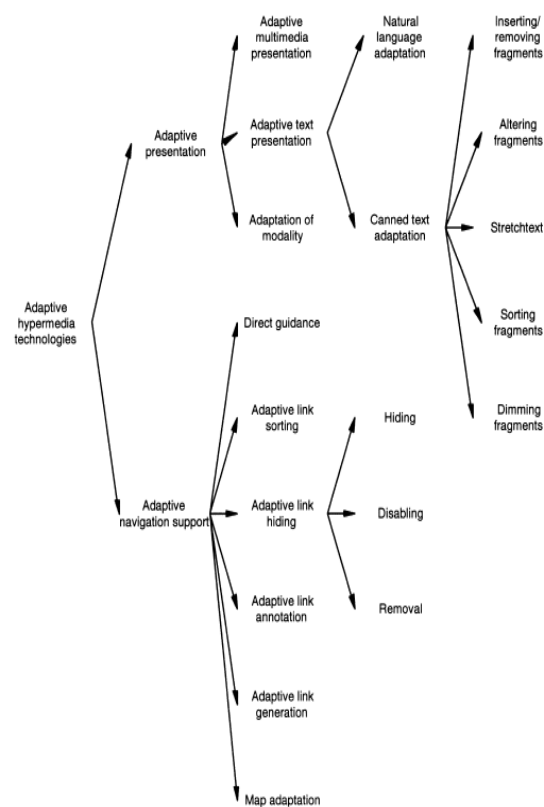 Adaptive
multimedia
presentation
Natural
language
adaptation
Inserting/
removing
fragments
Adaptive
presentation
Adaptive text
presentation
Altering
fragments
Adaptation of
modality
Canned text
adaptation
Stretchtext
Adaptive
hypermedia
technologies
Direct guidance
Sorting
fragments
Adaptive link
sorting
Hiding
Dimming
fragments
Adaptive
navigation support
Adaptive link
hiding
Disabling
Adaptive link
annotation
Removal
Adaptive link
generation
Map adaptation